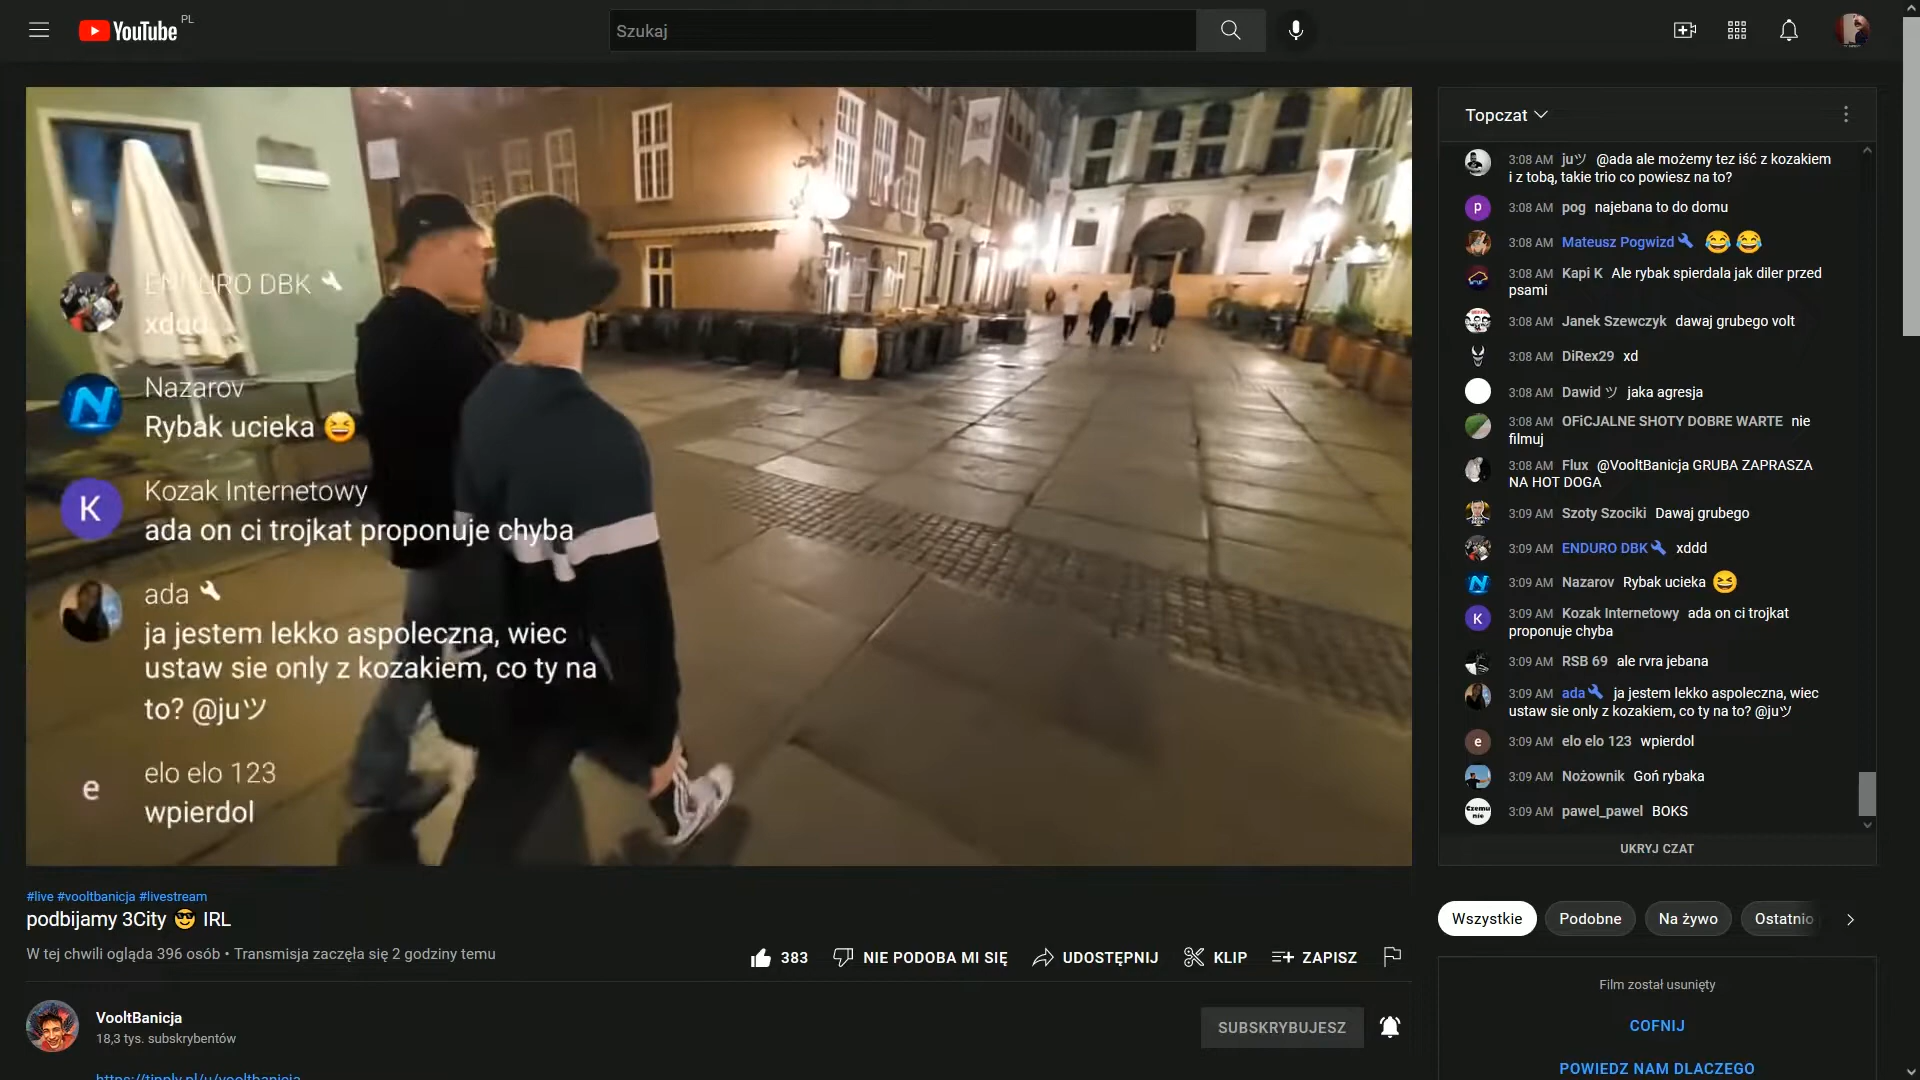 YouTube PL
Szukaj
ENDURO DBK
xddd
Nazarov
Rybak ucieka 😆
Kozak Internetowy
ada on ci trojkat proponuje chyba
ada
ja jestem lekko aspoleczna, wiec
ustaw sie only z kozakiem, co ty na
to? @juツ
e
elo elo 123
wpierdol
Topczat
3:08 AM juツ @ada ale możemy tez iść z kozakiem
i z tobą, takie trio co powiesz na to?
3:08 AM pog najebana to do domu
3:08 AM Mateusz Pogwizd 😂 😂
3:08 AM Kapi K Ale rybak spierdala jak diler przed
psami
3:08 AM Janek Szewczyk dawaj grubego volt
3:08 AM DiRex29 xd
3:08 AM Dawid ツ jaka agresja
3:08 AM OFiCJALNE SHOTY DOBRE WARTE nie
filmuj
3:08 AM Flux @VooltBanicja GRUBA ZAPRASZA
NA HOT DOGA
3:09 AM Szoty Szociki Dawaj grubego
3:09 AM ENDURO DBK xddd
3:09 AM Nazarov Rybak ucieka 😆
3:09 AM Kozak Internetowy ada on ci trojkat
proponuje chyba
3:09 AM RSB 69 ale rvra jebana
3:09 AM ada ja jestem lekko aspoleczna, wiec
ustaw sie only z kozakiem, co ty na to? @juツ
3:09 AM elo elo 123 wpierdol
3:09 AM Nożownik Goń rybaka
3:09 AM pawel_pawel BOKS
UKRYJ CZAT
#live #vooltbanicja #livestream
podbijamy 3City 😎 IRL
W tej chwili ogląda 396 osób • Transmisja zaczęła się 2 godziny temu
383 NIE PODOBA MI SIĘ UDOSTĘPNIJ KLIP ZAPISZ
VooltBanicja
18,3 tys. subskrybentów
SUBSKRYBUJESZ
https://tipply.pl/u/vooltbanicja
Wszystkie Podobne Na żywo Ostatnio
Film został usunięty
COFNIJ
POWIEDZ NAM DLACZEGO